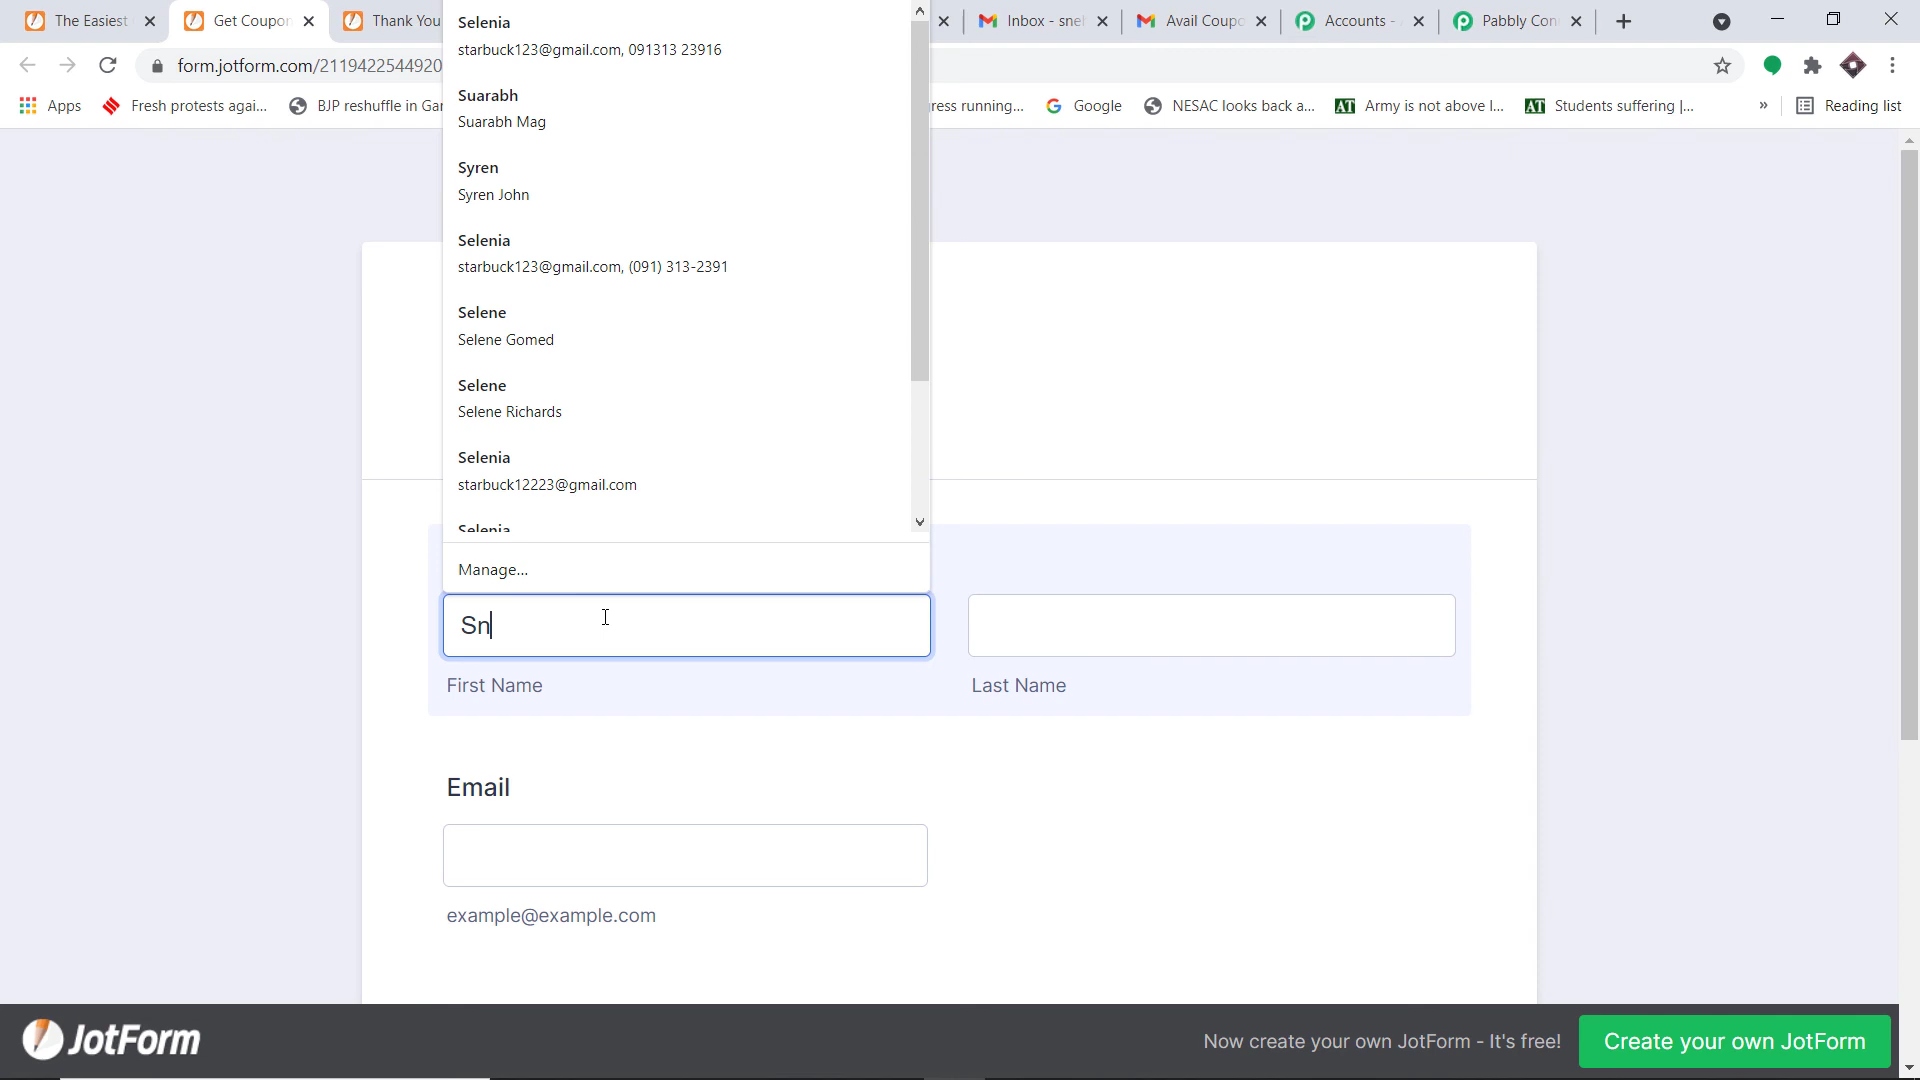 The Easiest
Get Coupon
Thank You
Inbox - snel
Avail Coupo
Accounts -
Pabbly Con
form.jotform.com/2119422544920
Apps
Fresh protests agai...
BJP reshuffle in Gar
ress running...
Google
NESAC looks back a...
Army is not above l...
Students suffering |...
»
Reading list
Selenia
starbuck123@gmail.com, 091313 23916
Suarabh
Suarabh Mag
Syren
Syren John
Selenia
starbuck123@gmail.com, (091) 313-2391
Selene
Selene Gomed
Selene
Selene Richards
Selenia
starbuck12223@gmail.com
Selenia
Manage...
Sn
First Name
Last Name
Email
example@example.com
JotForm
Now create your own JotForm - It's free!
Create your own JotForm